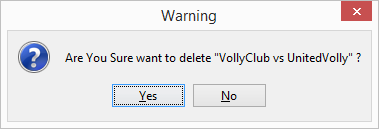 Warning
Are You Sure want to delete "VollyClub vs UnitedVolly" ?
Yes
No